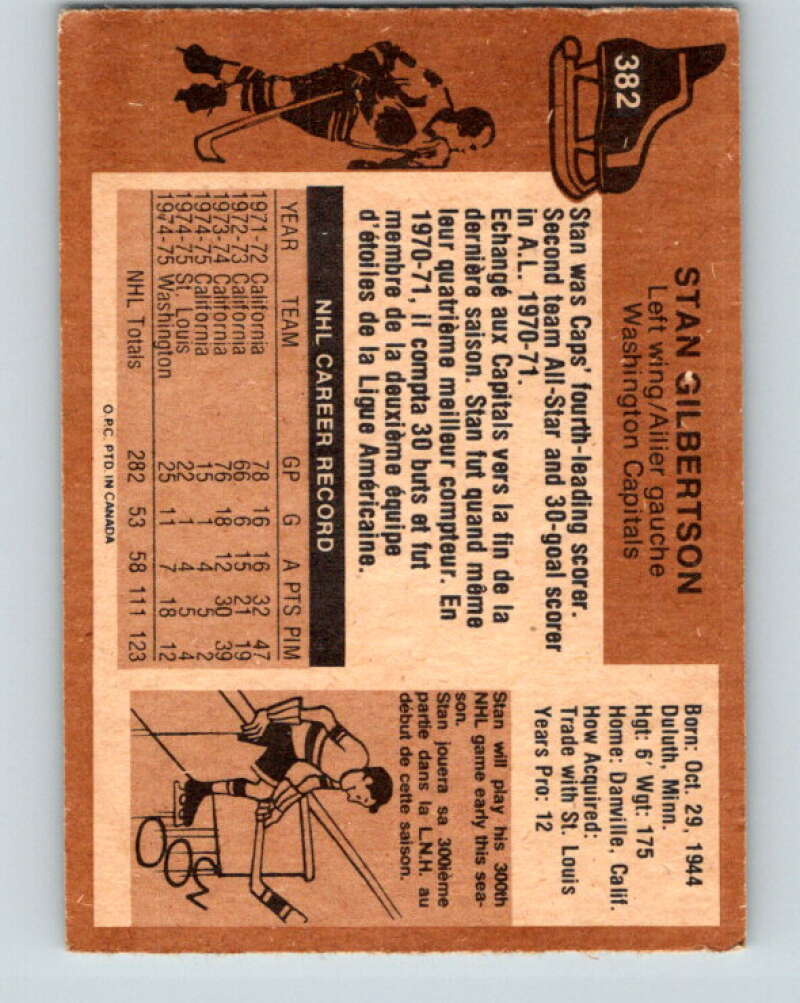 382
STAN GILBERTSON
Left wing/Ailier gauche
Washington Capitals
Born: Oct. 29, 1944
Duluth, Minn.
Hgt: 6' Wgt: 175
Home: Danville, Calif.
How Acquired:
Trade with St. Louis
Years Pro: 12
Stan was Caps' fourth-leading scorer.
Second team All-Star and 30-goal scorer
in A.L. 1970-71.
Echangé aux Capitals vers la fin de la
dernière saison. Stan fut quand même
leur quatrième meilleur compteur. En
1970-71, il compta 30 buts et fut
membre de la deuxième équipe
d'étoiles de la Ligue Américaine.
NHL CAREER RECORD
YEAR TEAM GP G A PTS PIM
1971-72 California 78 16 16 32 47
1972-73 California 66 6 15 21 19
1973-74 California 76 18 12 30 39
1974-75 California 15 1 4 5 2
1974-75 St. Louis 22 1 4 5 4
1974-75 Washington 25 11 7 18 12
NHL Totals 282 53 58 111 123
O.P.C. PTD. IN CANADA
Stan will play his 300th
NHL game early this sea-
son.
Stan jouera sa 300ième
partie dans la L.N.H. au
début de cette saison.